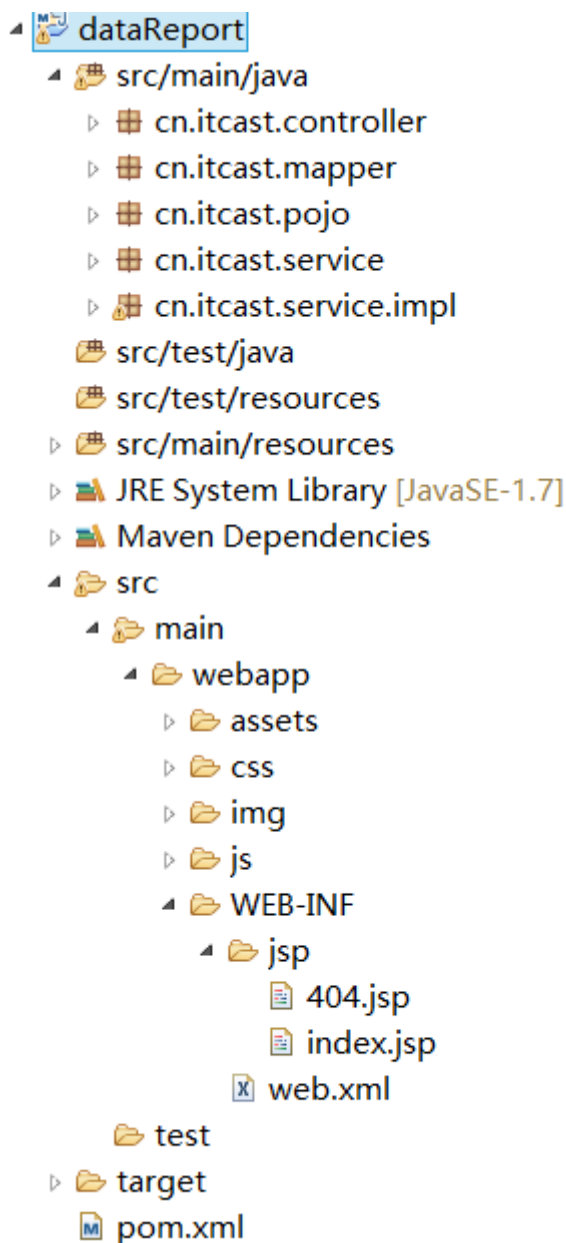 dataReport
src/main/java
cn.itcast.controller
cn.itcast.mapper
cn.itcast.pojo
cn.itcast.service
cn.itcast.service.impl
src/test/java
src/test/resources
src/main/resources
JRE System Library [JavaSE-1.7]
Maven Dependencies
src
main
webapp
assets
css
img
js
WEB-INF
jsp
404.jsp
index.jsp
web.xml
test
target
pom.xml